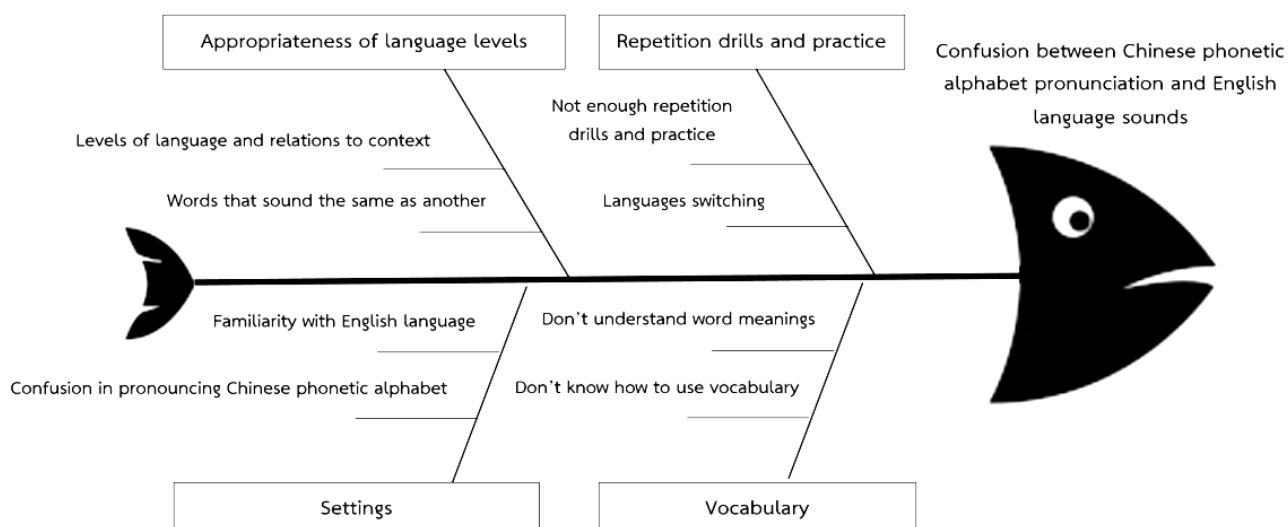 Appropriateness of language levels
Repetition drills and practice
Confusion between Chinese phonetic
alphabet pronunciation and English
language sounds
Levels of language and relations to context
Words that sound the same as another
Not enough repetition
drills and practice
Languages switching
Familiarity with English language
Confusion in pronouncing Chinese phonetic alphabet
Don't understand word meanings
Don't know how to use vocabulary
Settings
Vocabulary